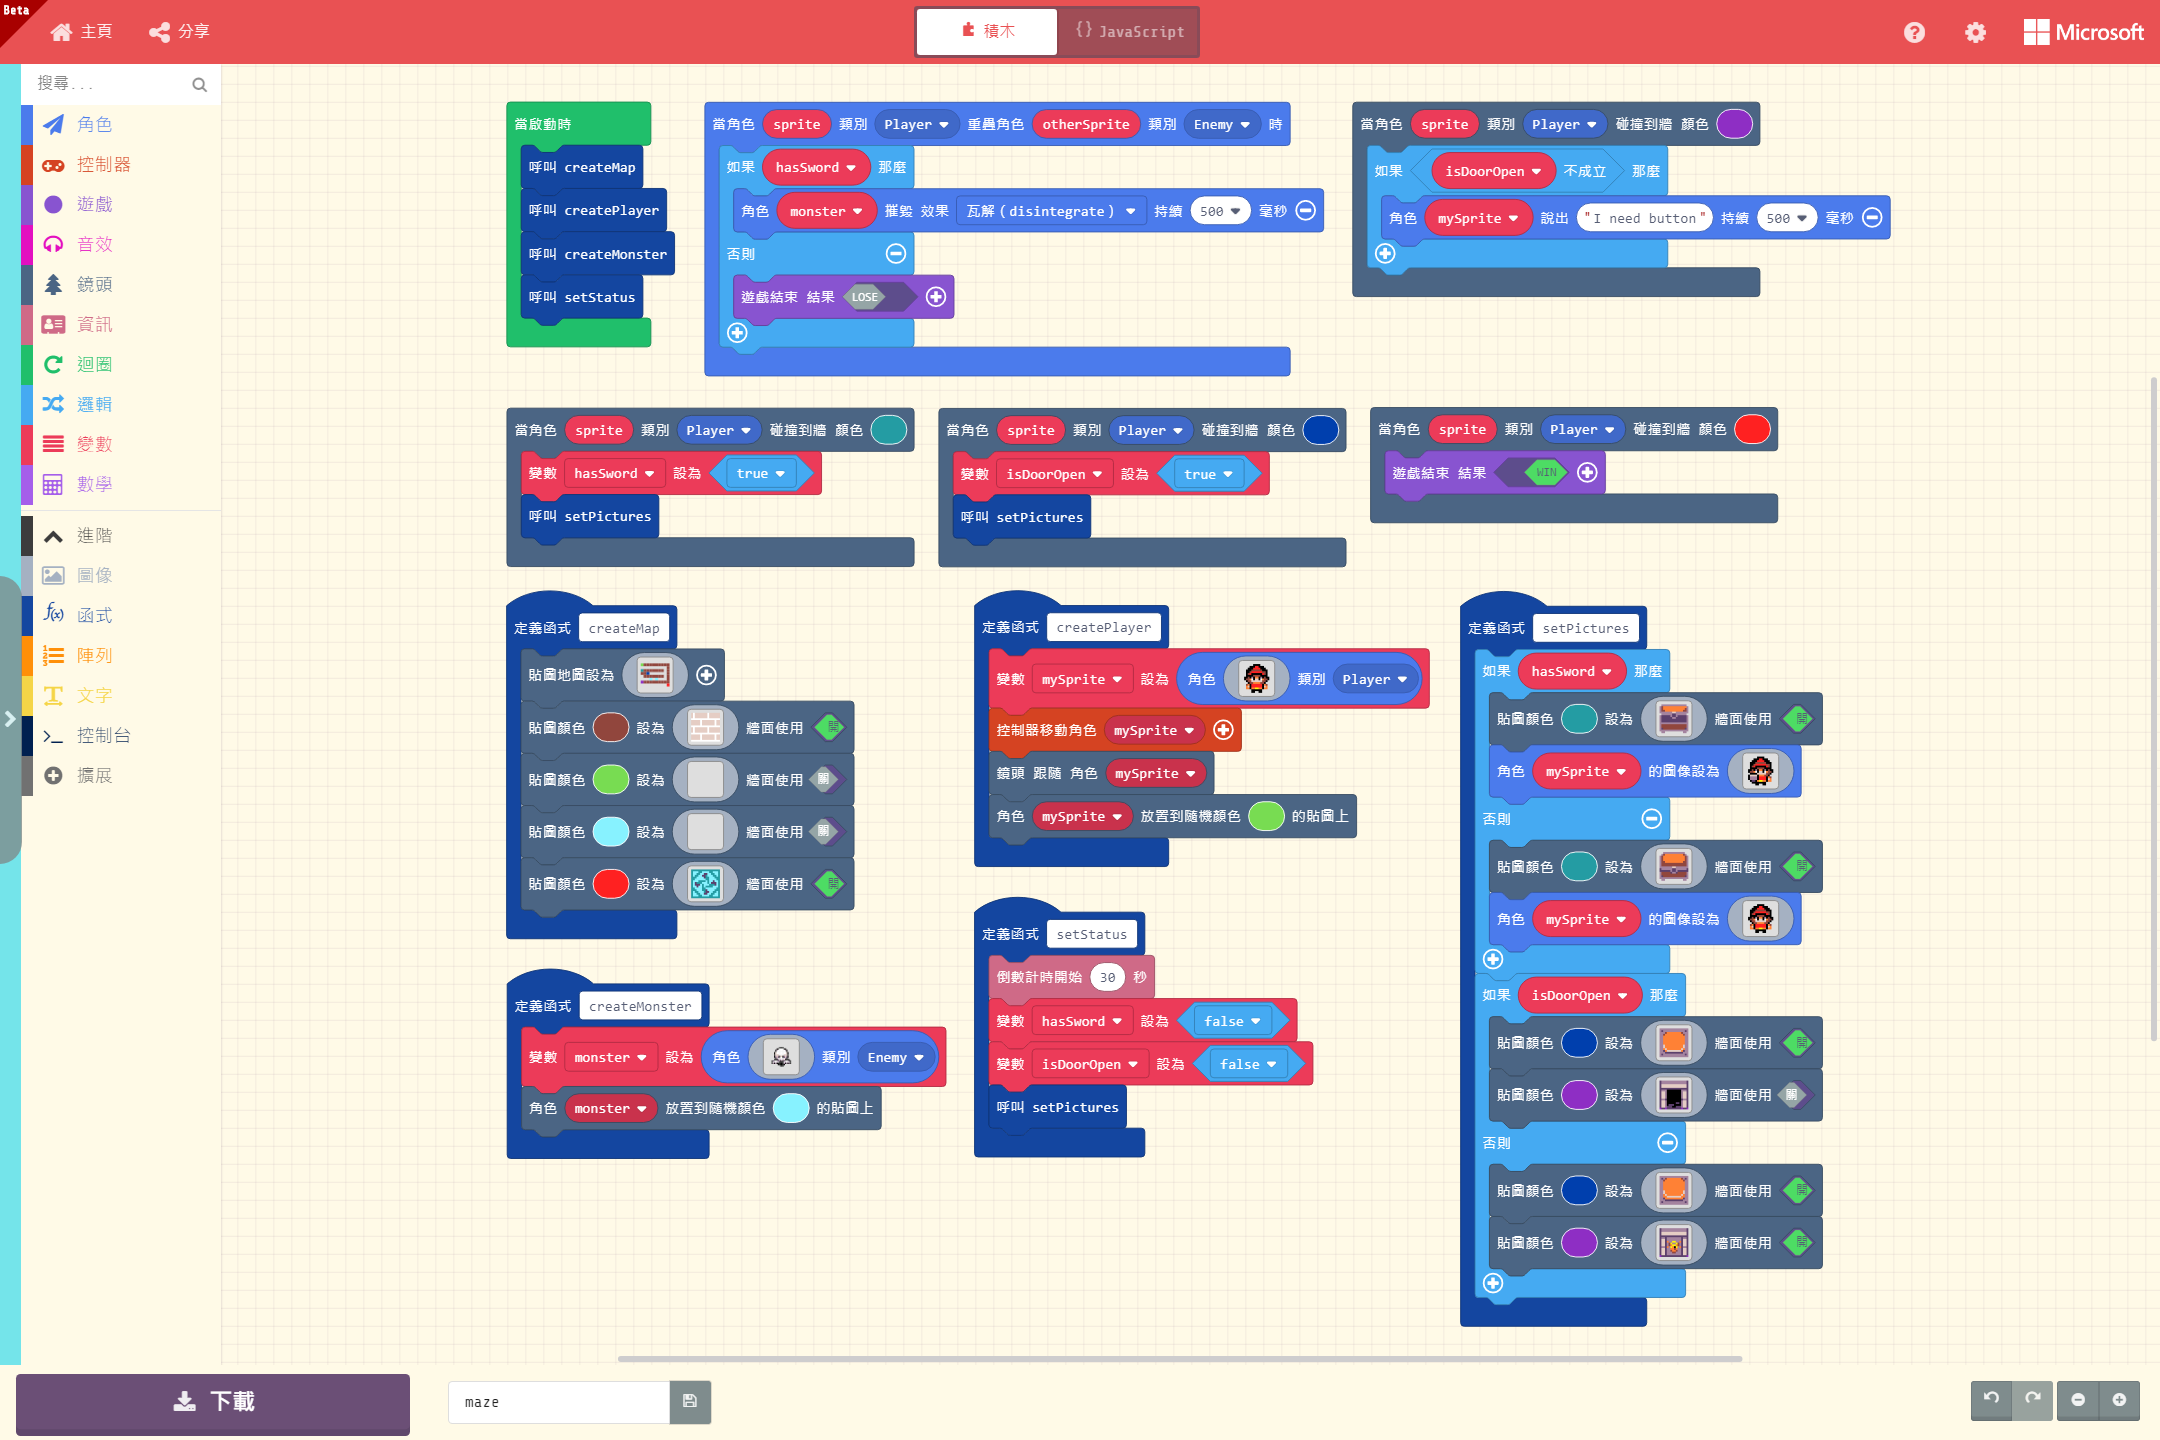 Beta
主頁
分享
積木
{} JavaScript
Microsoft
搜尋...
角色
控制器
遊戲
音效
鏡頭
資訊
迴圈
邏輯
變數
數學
進階
圖像
函式
陣列
文字
控制台
擴展
當啟動時
呼叫 createMap
呼叫 createPlayer
呼叫 createMonster
呼叫 setStatus
當角色 sprite 類別 Player 重疊角色 otherSprite 類別 Enemy 時
如果 hasSword 那麼
角色 monster 摧毀 效果 瓦解(disintegrate) 持續 500 毫秒
否則
遊戲結束 結果 LOSE
當角色 sprite 類別 Player 碰撞到牆 顏色
如果 isDoorOpen 不成立 那麼
角色 mySprite 說出 "I need button" 持續 500 毫秒
當角色 sprite 類別 Player 碰撞到牆 顏色
變數 hasSword 設為 true
呼叫 setPictures
當角色 sprite 類別 Player 碰撞到牆 顏色
變數 isDoorOpen 設為 true
呼叫 setPictures
當角色 sprite 類別 Player 碰撞到牆 顏色
遊戲結束 結果 WIN
定義函式 createMap
貼圖地圖設為
貼圖顏色 設為 牆面使用 開
貼圖顏色 設為 牆面使用 關
貼圖顏色 設為 牆面使用 關
貼圖顏色 設為 牆面使用 開
定義函式 createMonster
變數 monster 設為 角色 類別 Enemy
角色 monster 放置到隨機顏色 的貼圖上
定義函式 createPlayer
變數 mySprite 設為 角色 類別 Player
控制器移動角色 mySprite
鏡頭 跟隨 角色 mySprite
角色 mySprite 放置到隨機顏色 的貼圖上
定義函式 setStatus
倒數計時開始 30 秒
變數 hasSword 設為 false
變數 isDoorOpen 設為 false
呼叫 setPictures
定義函式 setPictures
如果 hasSword 那麼
貼圖顏色 設為 牆面使用 開
角色 mySprite 的圖像設為
否則
貼圖顏色 設為 牆面使用 開
角色 mySprite 的圖像設為
如果 isDoorOpen 那麼
貼圖顏色 設為 牆面使用 開
貼圖顏色 設為 牆面使用 關
否則
貼圖顏色 設為 牆面使用 開
貼圖顏色 設為 牆面使用 開
下載
maze